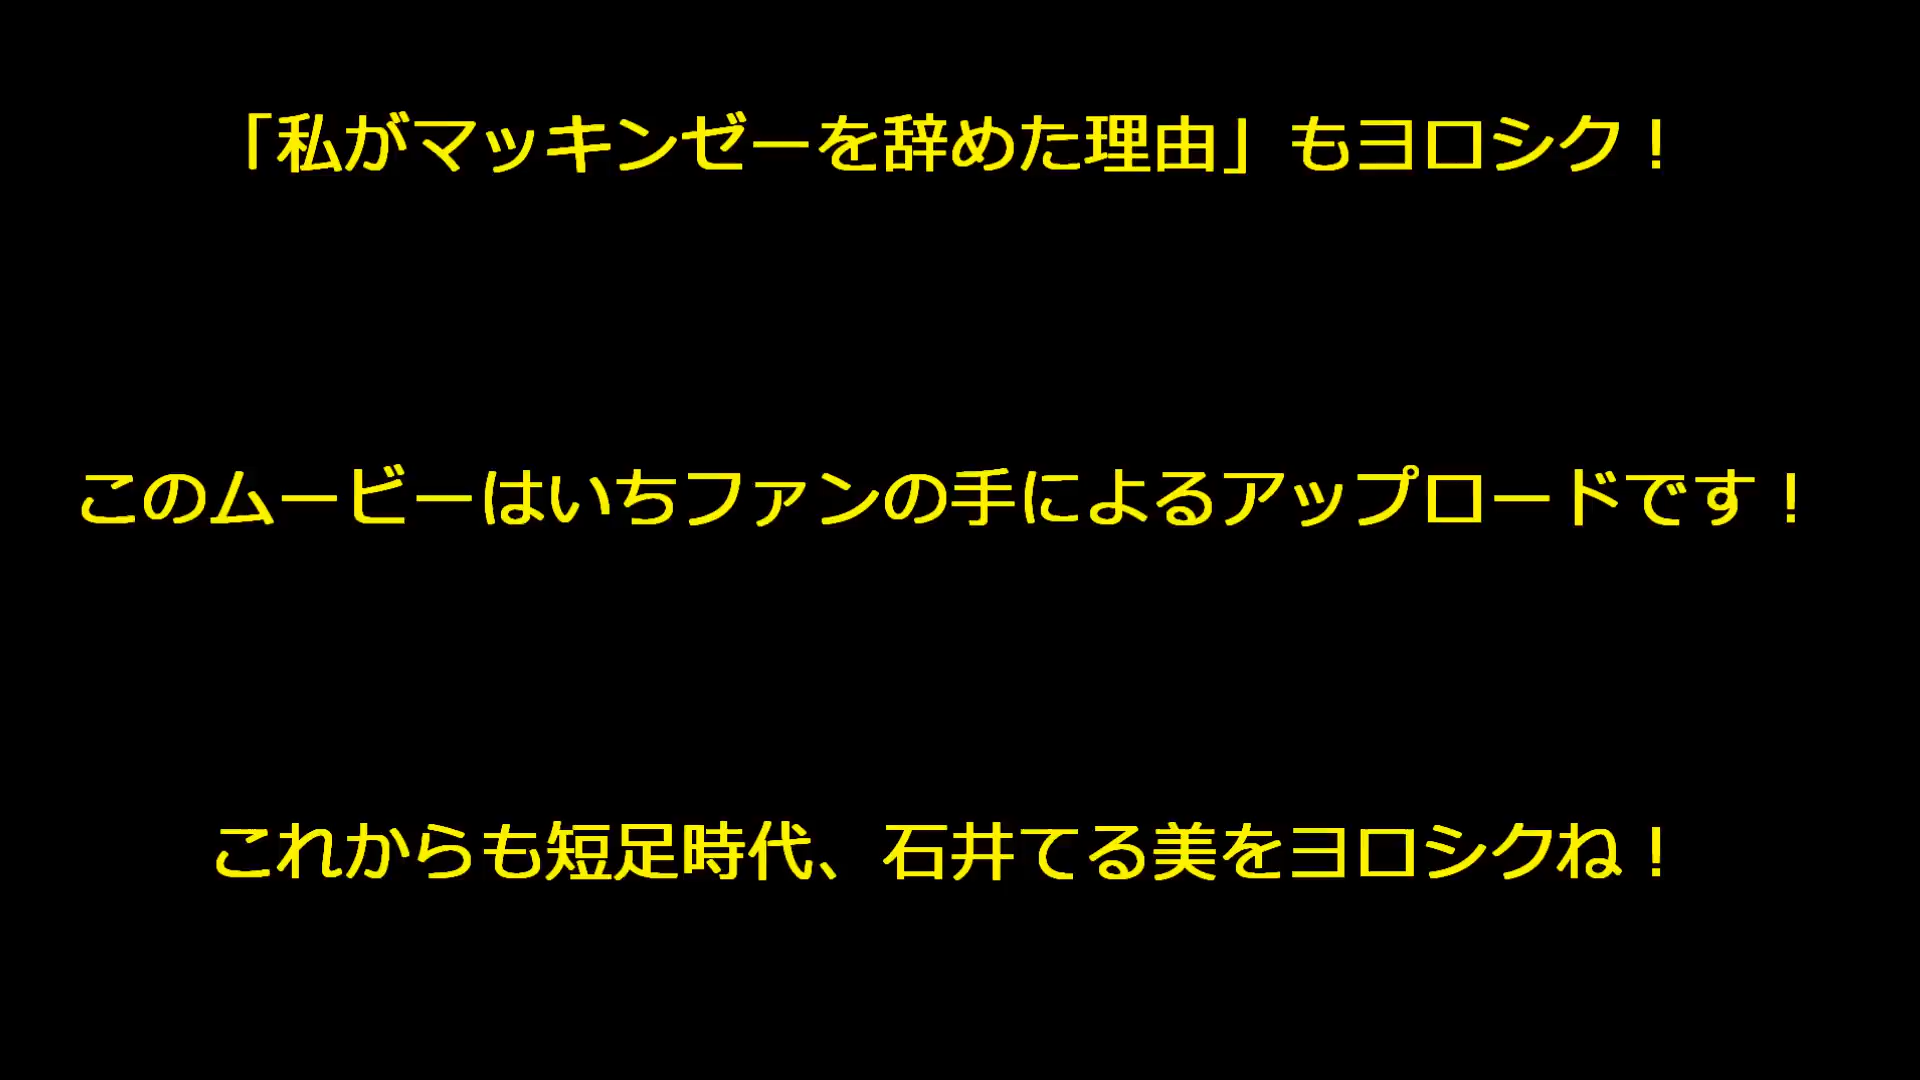 「私がマッキンゼーを辞めた理由」もヨロシク！
このムービーはいちファンの手によるアップロードです！
これからも短足時代、石井てる美をヨロシクね！